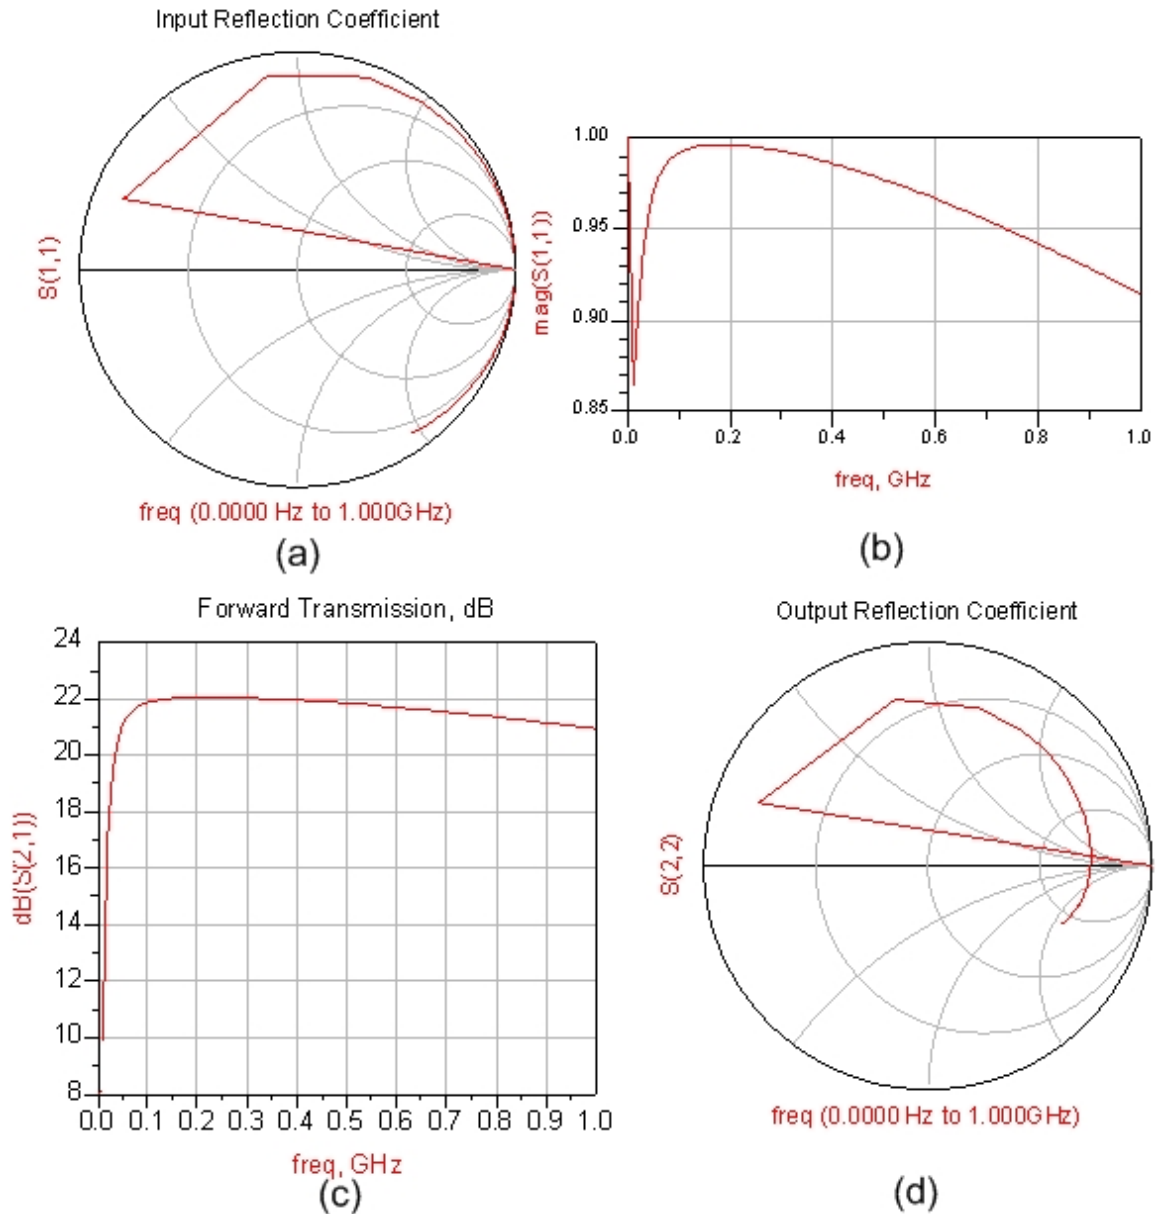 Input Reflection Coefficient
S(1,1)
freq (0.0000 Hz to 1.000GHz)
(a)
mag(S(1,1))
1.00
0.95
0.90
0.85
0.0 0.2 0.4 0.6 0.8 1.0
freq, GHz
(b)
Forward Transmission, dB
dB(S(2,1))
24
22
20
18
16
14
12
10
8
0.0 0.1 0.2 0.3 0.4 0.5 0.6 0.7 0.8 0.9 1.0
freq, GHz
(c)
Output Reflection Coefficient
S(2,2)
freq (0.0000 Hz to 1.000GHz)
(d)